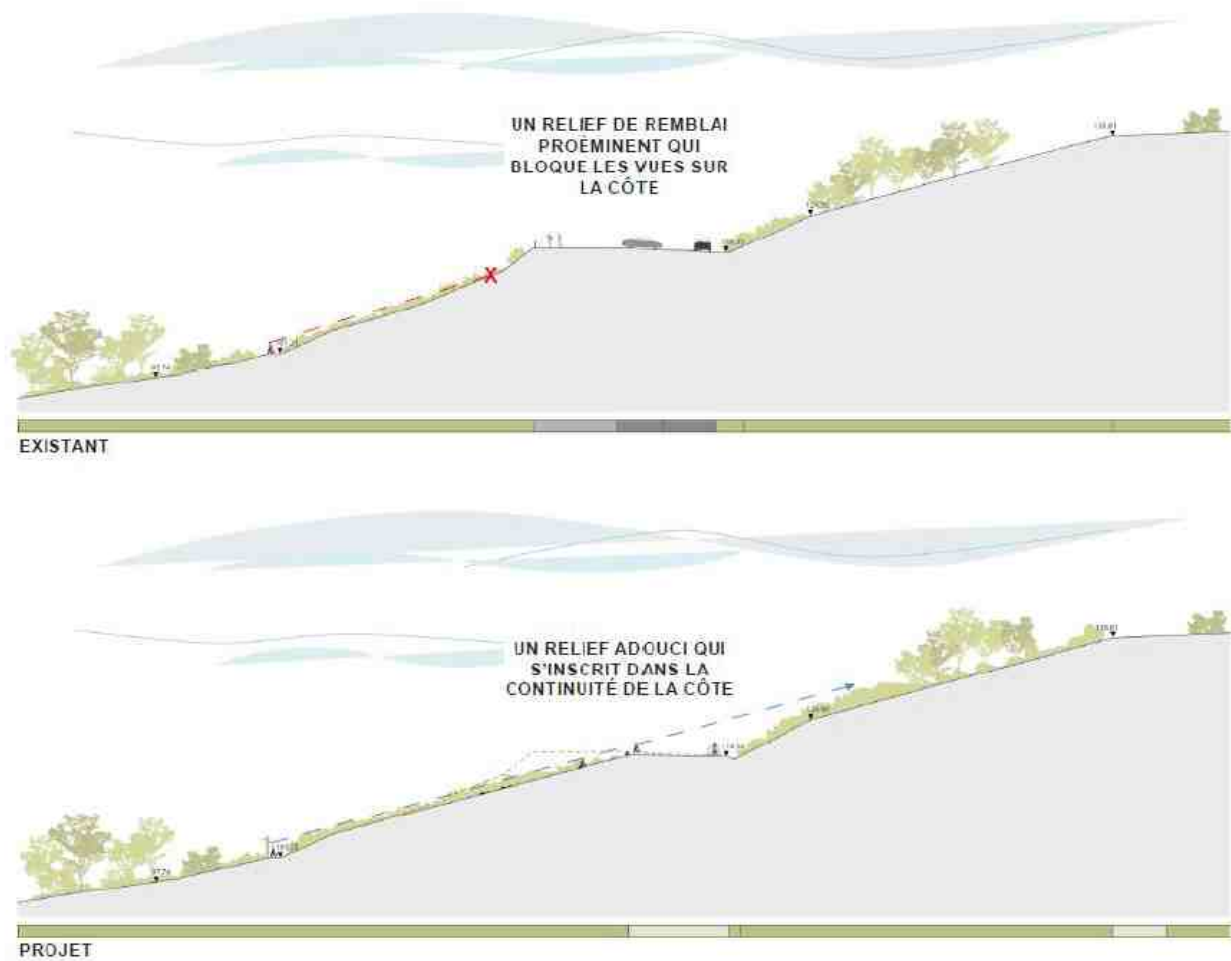 UN RELIEF DE REMBLAI
PROÉMINENT QUI
BLOQUE LES VUES SUR
LA CÔTE
EXISTANT
UN RELIEF ADOUCI QUI
S'INSCRIT DANS LA
CONTINUITÉ DE LA CÔTE
PROJET